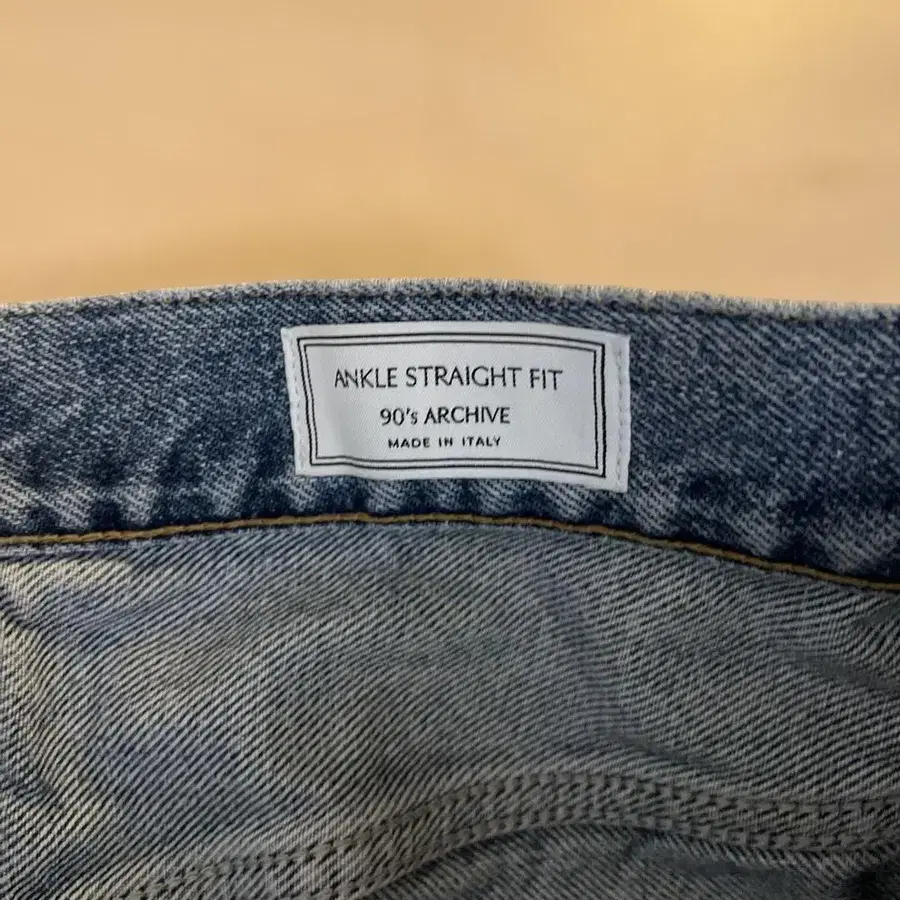 ANKLE STRAIGHT FIT
90's ARCHIVE
MADE IN ITALY